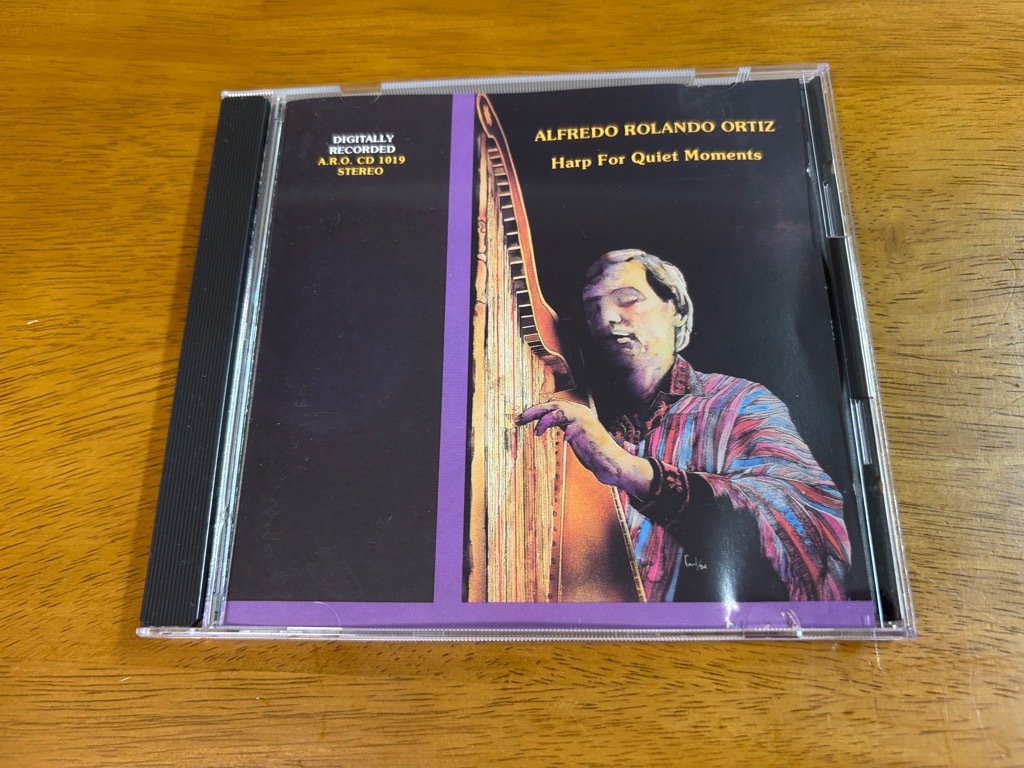 DIGITALLY
RECORDED
A.R.O. CD 1019
STEREO
ALFREDO ROLANDO ORTIZ
Harp For Quiet Moments